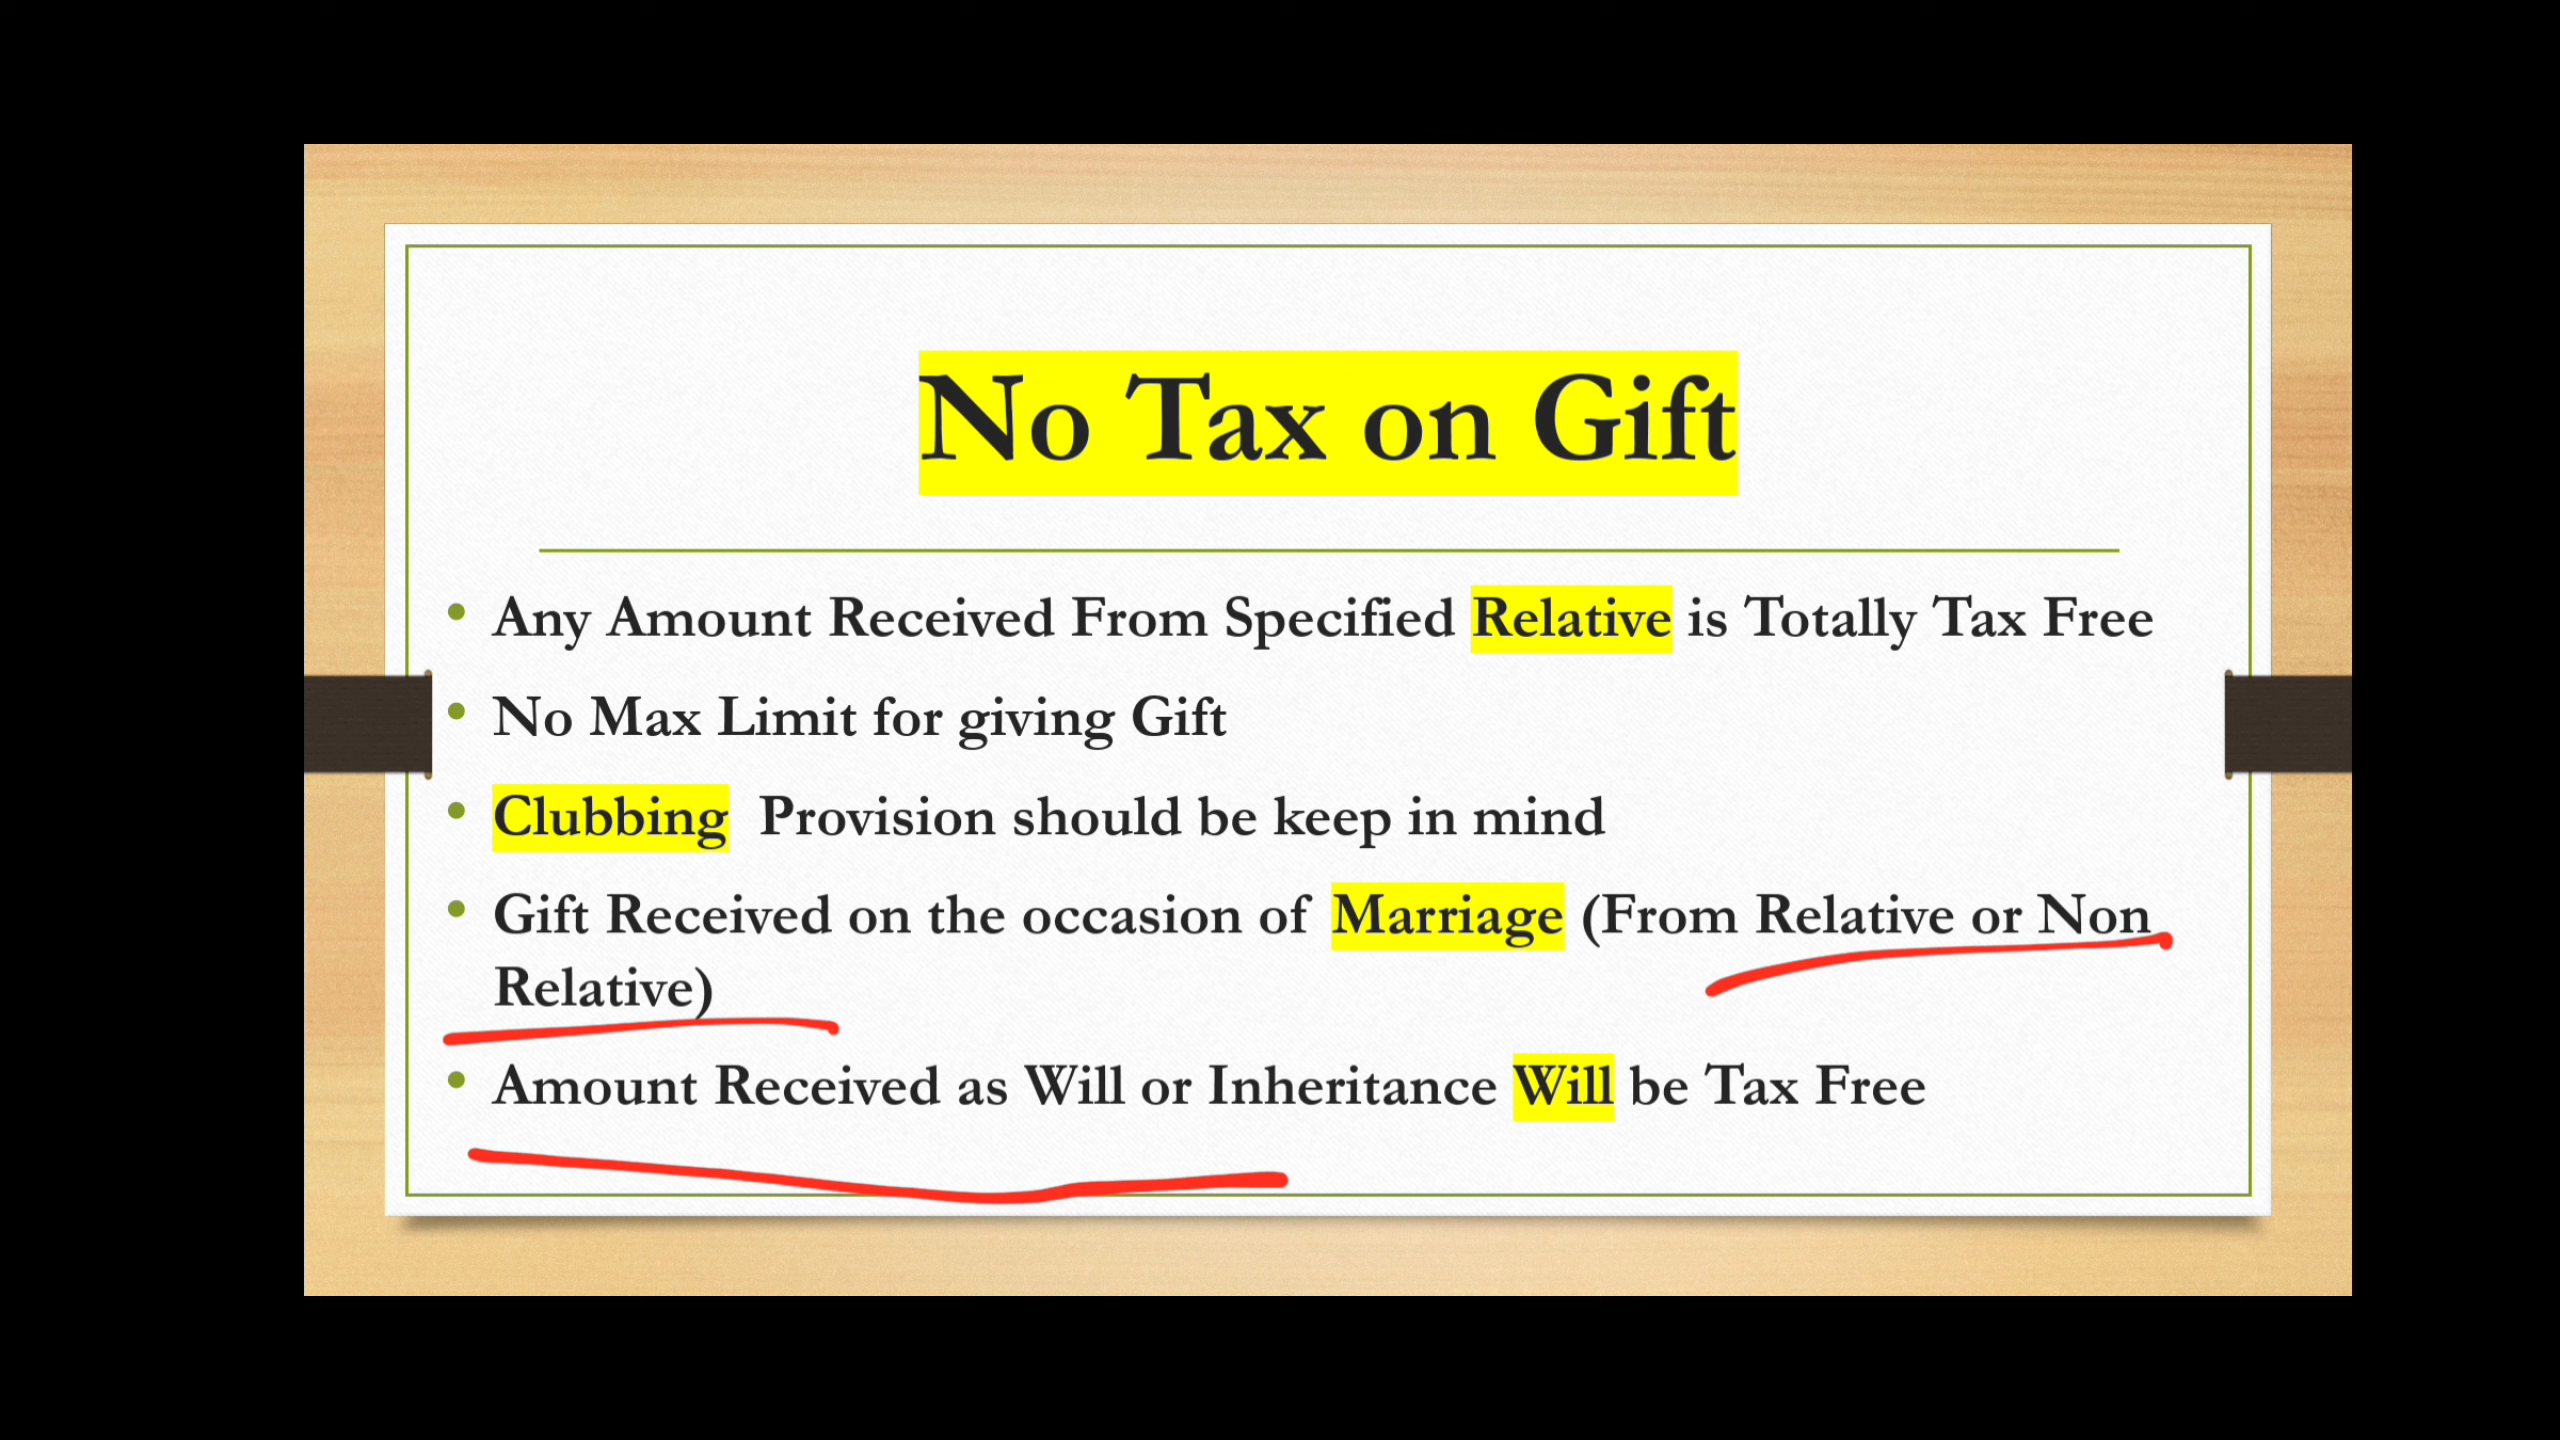 No Tax on Gift
• Any Amount Received From Specified Relative is Totally Tax Free
• No Max Limit for giving Gift
• Clubbing Provision should be keep in mind
• Gift Received on the occasion of Marriage (From Relative or Non
Relative)
• Amount Received as Will or Inheritance Will be Tax Free